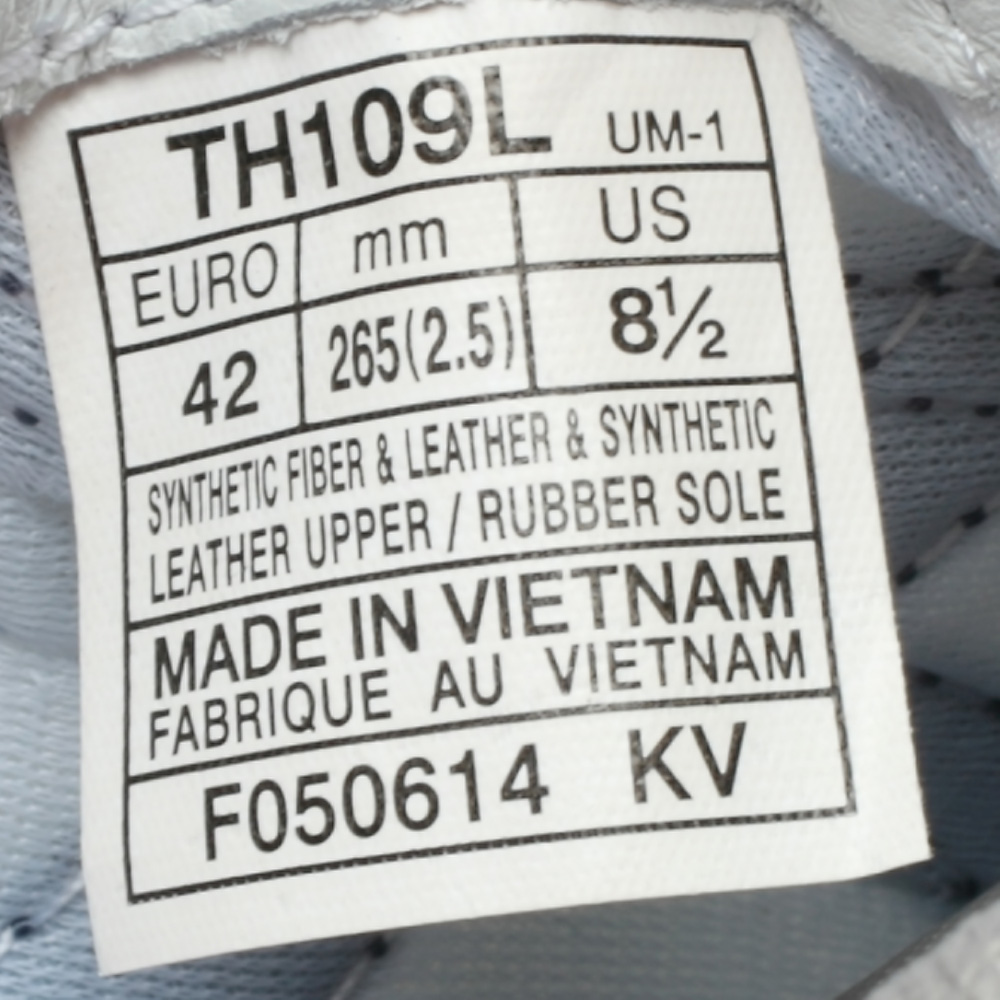 TH109L UM-1
EURO mm US
42 265(2.5) 8½
SYNTHETIC FIBER & LEATHER & SYNTHETIC
LEATHER UPPER / RUBBER SOLE
MADE IN VIETNAM
FABRIQUE AU VIETNAM
F050614 KV